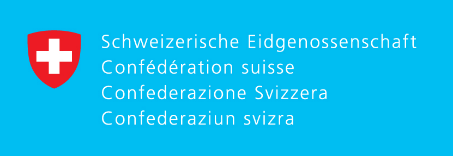 Schweizerische Eidgenossenschaft
Confédération suisse
Confederazione Svizzera
Confederaziun svizra